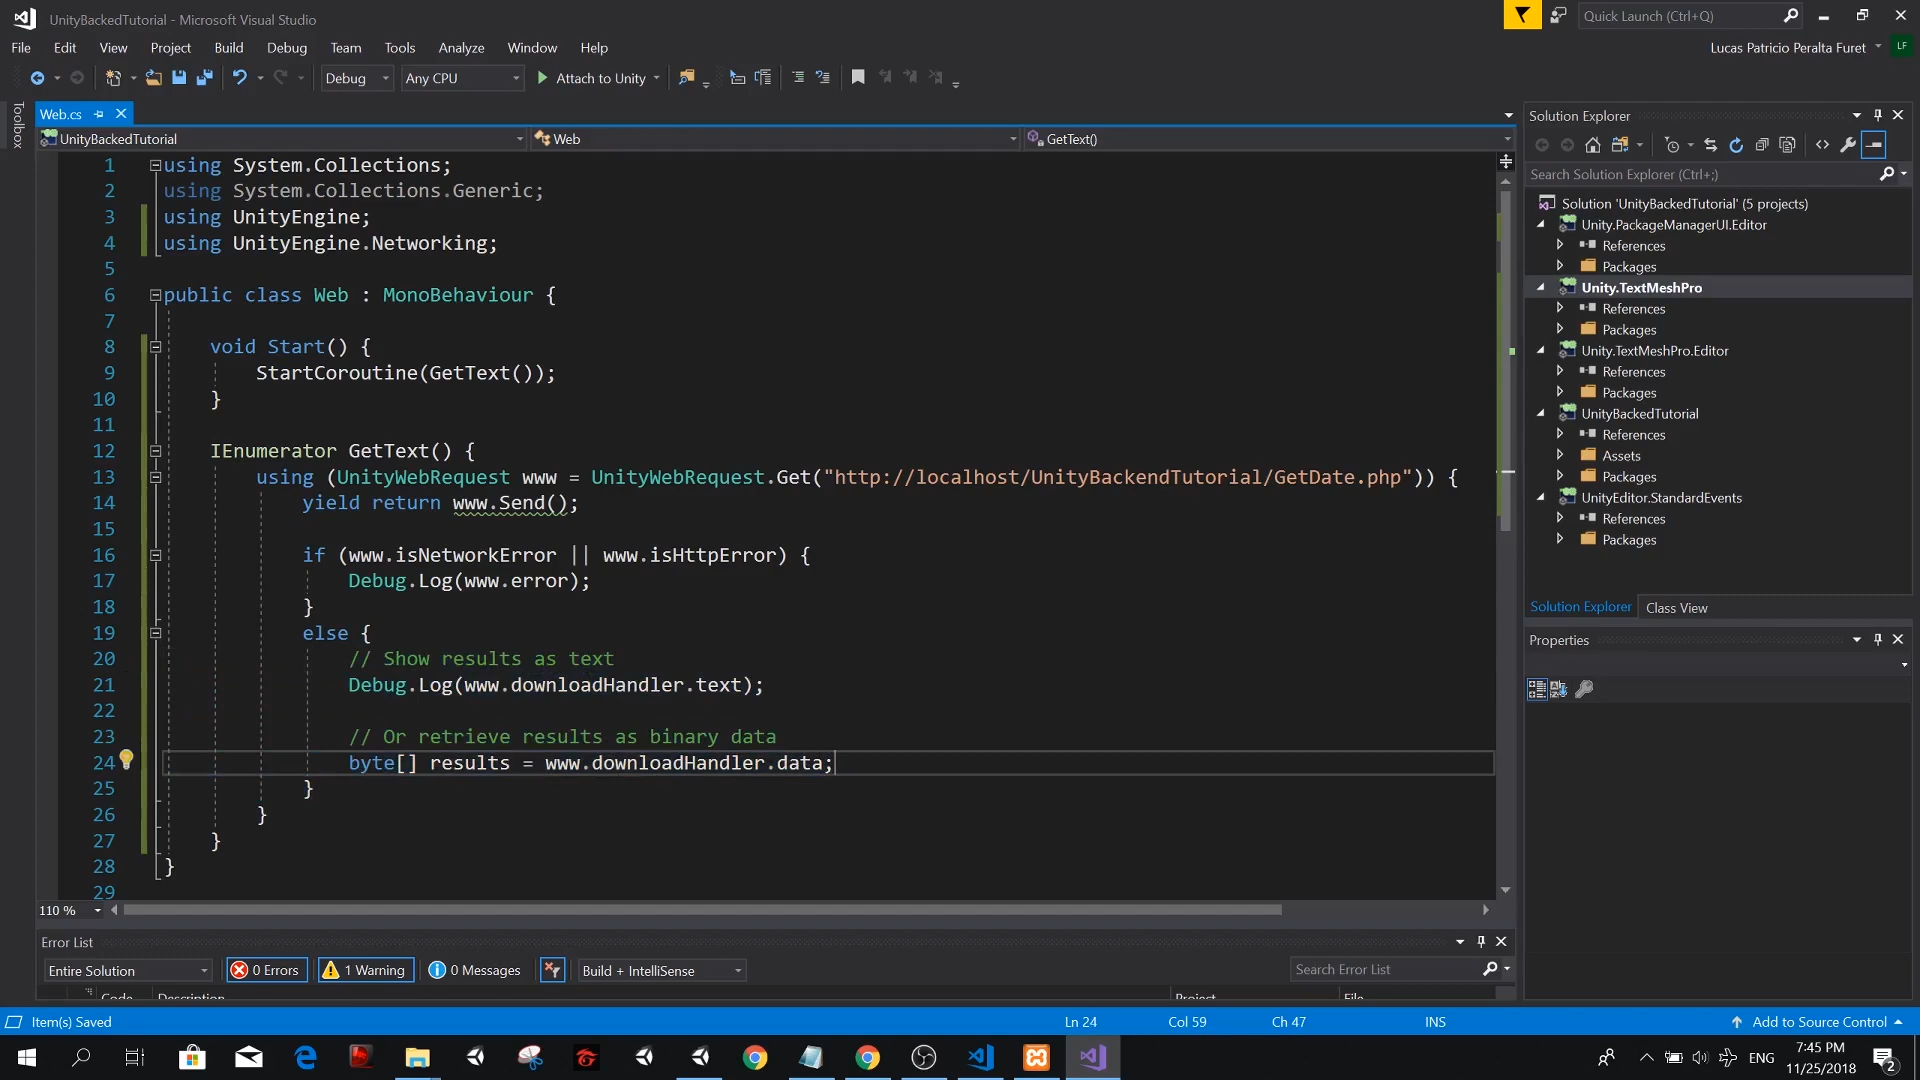 UnityBackedTutorial - Microsoft Visual Studio
Quick Launch (Ctrl+Q)
File Edit View Project Build Debug Team Tools Analyze Window Help
Lucas Patricio Peralta Furet LF
Debug Any CPU Attach to Unity
Toolbox
Web.cs
UnityBackedTutorial Web GetText()
1 using System.Collections;
2 using System.Collections.Generic;
3 using UnityEngine;
4 using UnityEngine.Networking;
5
6 public class Web : MonoBehaviour {
7
8 void Start() {
9 StartCoroutine(GetText());
10 }
11
12 IEnumerator GetText() {
13 using (UnityWebRequest www = UnityWebRequest.Get("http://localhost/UnityBackendTutorial/GetDate.php")) {
14 yield return www.Send();
15
16 if (www.isNetworkError || www.isHttpError) {
17 Debug.Log(www.error);
18 }
19 else {
20 // Show results as text
21 Debug.Log(www.downloadHandler.text);
22
23 // Or retrieve results as binary data
24 byte[] results = www.downloadHandler.data;
25 }
26 }
27 }
28 }
29
110 %
Solution Explorer
Search Solution Explorer (Ctrl+;)
Solution 'UnityBackedTutorial' (5 projects)
Unity.PackageManagerUI.Editor
References
Packages
Unity.TextMeshPro
References
Packages
Unity.TextMeshPro.Editor
References
Packages
UnityBackedTutorial
References
Assets
Packages
UnityEditor.StandardEvents
References
Packages
Solution Explorer Class View
Properties
Error List
Entire Solution 0 Errors 1 Warning 0 Messages Build + IntelliSense Search Error List
Code Description Project File
Item(s) Saved Ln 24 Col 59 Ch 47 INS Add to Source Control
ENG
7:45 PM
11/25/2018
2